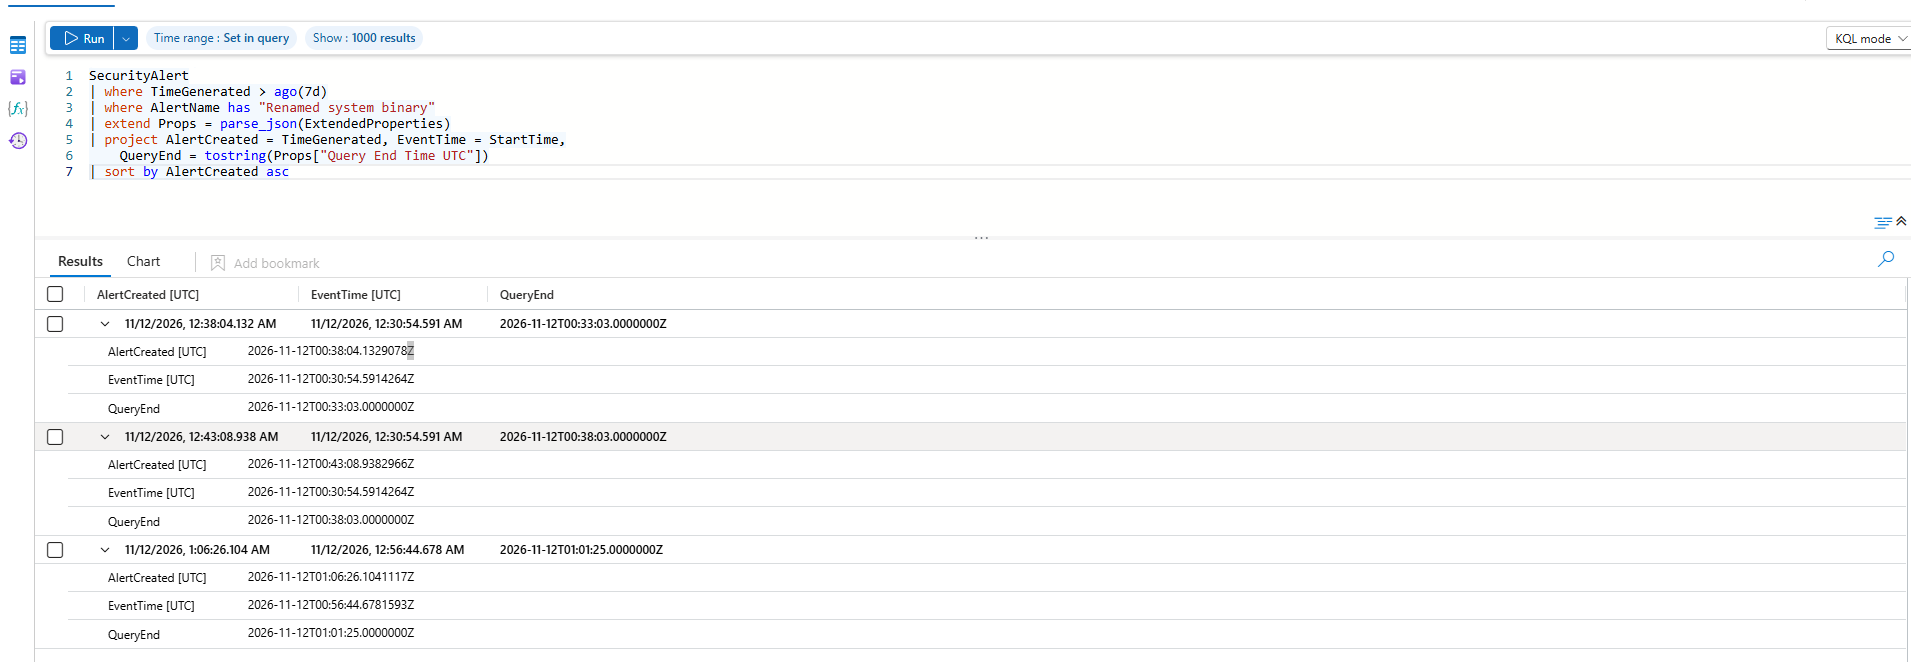 Run
Time range : Set in query
Show : 1000 results
KQL mode
1 SecurityAlert
2 | where TimeGenerated > ago(7d)
3 | where AlertName has "Renamed system binary"
4 | extend Props = parse_json(ExtendedProperties)
5 | project AlertCreated = TimeGenerated, EventTime = StartTime,
6     QueryEnd = tostring(Props["Query End Time UTC"])
7 | sort by AlertCreated asc
...
Results Chart Add bookmark
AlertCreated [UTC] EventTime [UTC] QueryEnd
11/12/2026, 12:38:04.132 AM 11/12/2026, 12:30:54.591 AM 2026-11-12T00:33:03.0000000Z
AlertCreated [UTC] 2026-11-12T00:38:04.1329078Z
EventTime [UTC] 2026-11-12T00:30:54.5914264Z
QueryEnd 2026-11-12T00:33:03.0000000Z
11/12/2026, 12:43:08.938 AM 11/12/2026, 12:30:54.591 AM 2026-11-12T00:38:03.0000000Z
AlertCreated [UTC] 2026-11-12T00:43:08.9382966Z
EventTime [UTC] 2026-11-12T00:30:54.5914264Z
QueryEnd 2026-11-12T00:38:03.0000000Z
11/12/2026, 1:06:26.104 AM 11/12/2026, 12:56:44.678 AM 2026-11-12T01:01:25.0000000Z
AlertCreated [UTC] 2026-11-12T01:06:26.1041117Z
EventTime [UTC] 2026-11-12T00:56:44.6781593Z
QueryEnd 2026-11-12T01:01:25.0000000Z